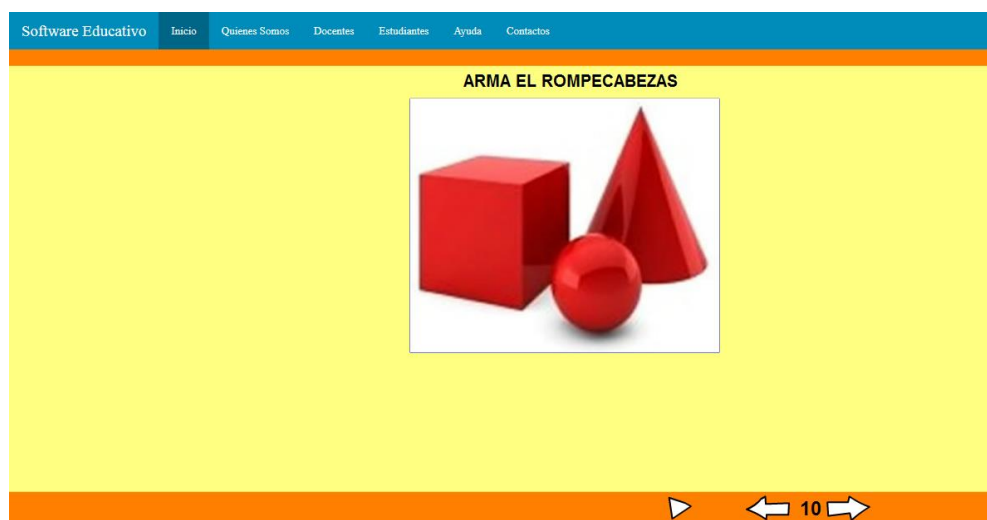 Software Educativo Inicio Quienes Somos Docentes Estudiantes Ayuda Contactos
ARMA EL ROMPECABEZAS
10